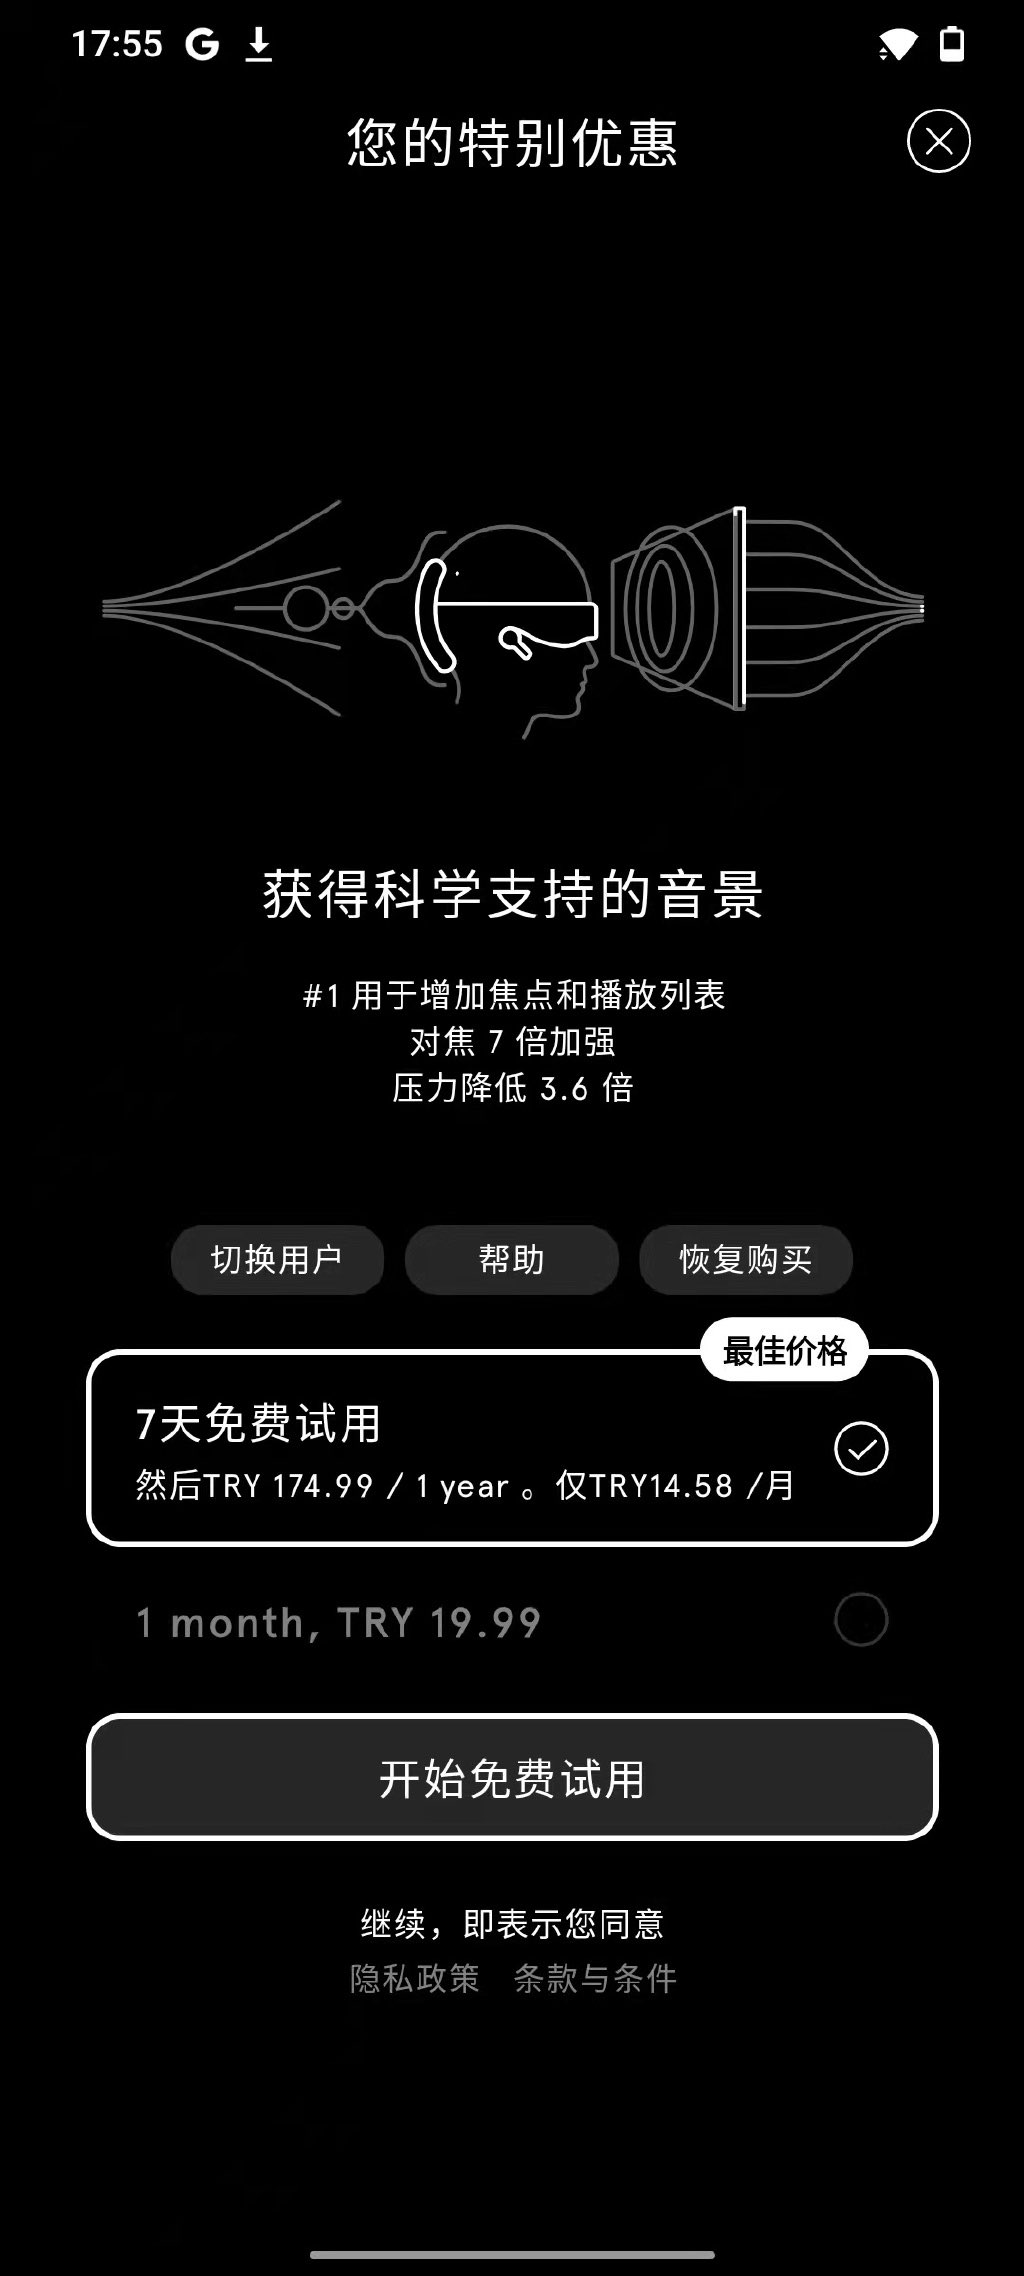 17:55
您的特别优惠
获得科学支持的音景
#1 用于增加焦点和播放列表
对焦 7 倍加强
压力降低 3.6 倍
切换用户 帮助 恢复购买
最佳价格
7天免费试用
然后TRY 174.99 / 1 year 。仅TRY14.58 /月
1 month, TRY 19.99
开始免费试用
继续，即表示您同意
隐私政策 条款与条件